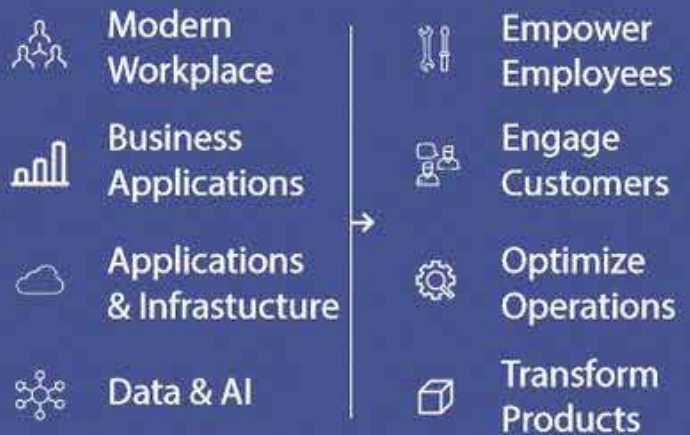 Modern
Workplace
Business
Applications
Applications
& Infrastucture
Data & AI
Empower
Employees
Engage
Customers
Optimize
Operations
Transform
Products